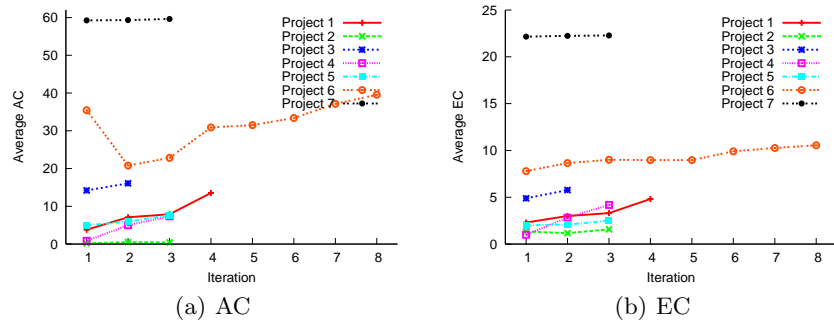 60
50
40
30
20
10
0
Average AC
1 2 3 4 5 6 7 8
Iteration
Project 1
Project 2
Project 3
Project 4
Project 5
Project 6
Project 7
(a) AC
25
20
15
10
5
0
Average EC
1 2 3 4 5 6 7 8
Iteration
Project 1
Project 2
Project 3
Project 4
Project 5
Project 6
Project 7
(b) EC